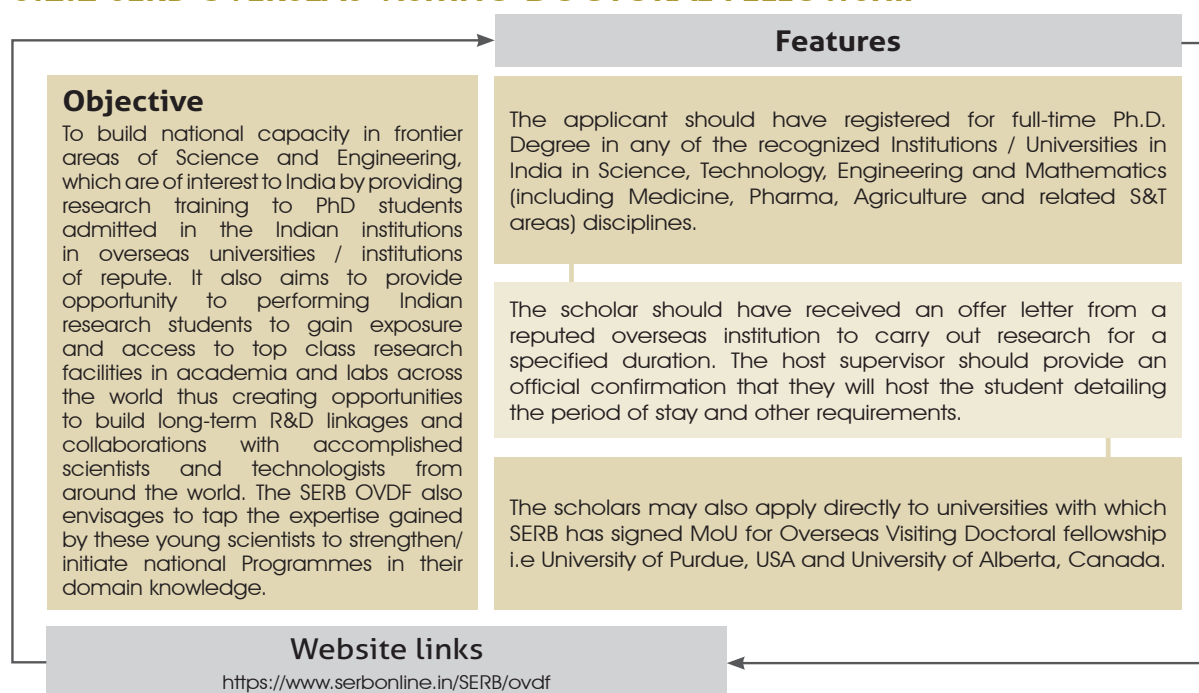 Features
Objective
To build national capacity in frontier
areas of Science and Engineering,
which are of interest to India by providing
research training to PhD students
admitted in the Indian institutions
in overseas universities / institutions
of repute. It also aims to provide
opportunity to performing Indian
research students to gain exposure
and access to top class research
facilities in academia and labs across
the world thus creating opportunities
to build long-term R&D linkages and
collaborations with accomplished
scientists and technologists from
around the world. The SERB OVDF also
envisages to tap the expertise gained
by these young scientists to strengthen/
initiate national Programmes in their
domain knowledge.
The applicant should have registered for full-time Ph.D.
Degree in any of the recognized Institutions / Universities in
India in Science, Technology, Engineering and Mathematics
(including Medicine, Pharma, Agriculture and related S&T
areas) disciplines.
The scholar should have received an offer letter from a
reputed overseas institution to carry out research for a
specified duration. The host supervisor should provide an
official confirmation that they will host the student detailing
the period of stay and other requirements.
The scholars may also apply directly to universities with which
SERB has signed MoU for Overseas Visiting Doctoral fellowship
i.e University of Purdue, USA and University of Alberta, Canada.
Website links
https://www.serbonline.in/SERB/ovdf